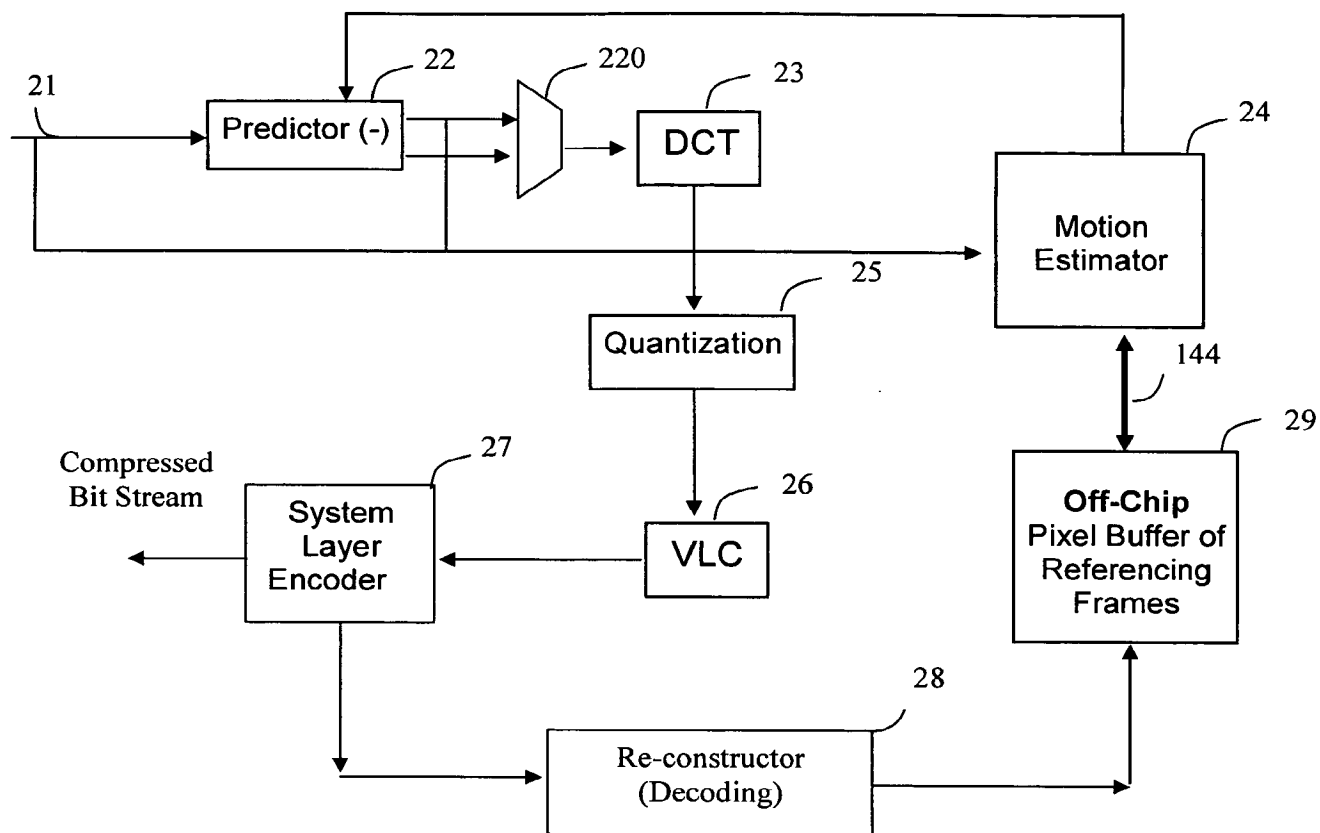 21
22
220
23
24
Predictor (-)
DCT
Motion
Estimator
25
Quantization
144
29
Compressed
Bit Stream
27
System
Layer
Encoder
26
VLC
Off-Chip
Pixel Buffer of
Referencing
Frames
28
Re-constructor
(Decoding)